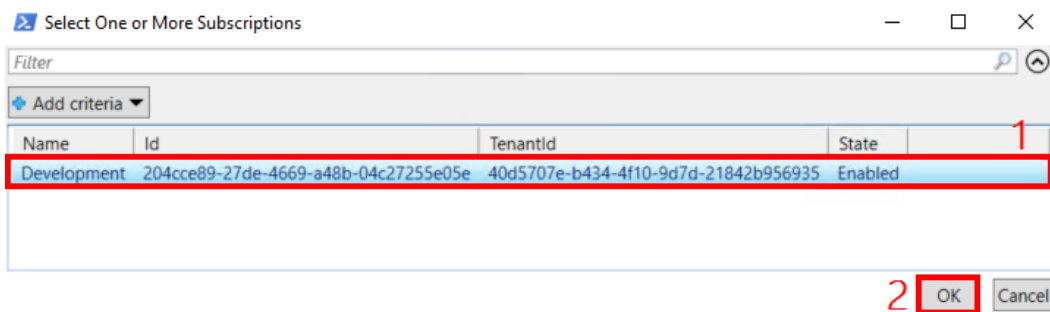 Select One or More Subscriptions
Filter
Add criteria
Name Id TenantId State
1
Development 204cce89-27de-4669-a48b-04c27255e05e 40d5707e-b434-4f10-9d7d-21842b956935 Enabled
2 OK Cancel